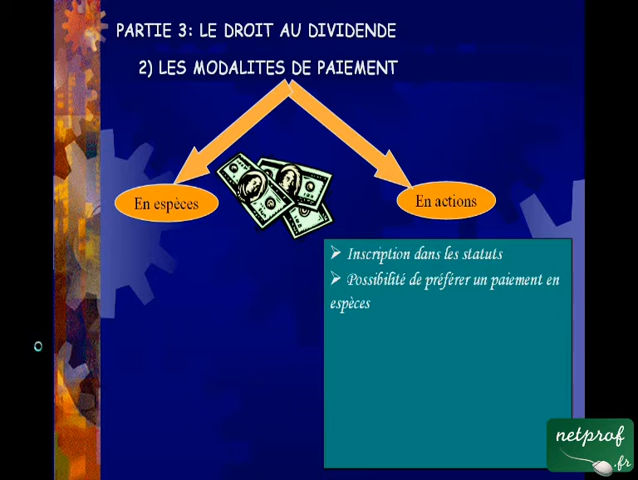 PARTIE 3: LE DROIT AU DIVIDENDE
2) LES MODALITES DE PAIEMENT
En espèces
En actions
Inscription dans les statuts
Possibilité de préférer un paiement en
espèces
netprof
.fr